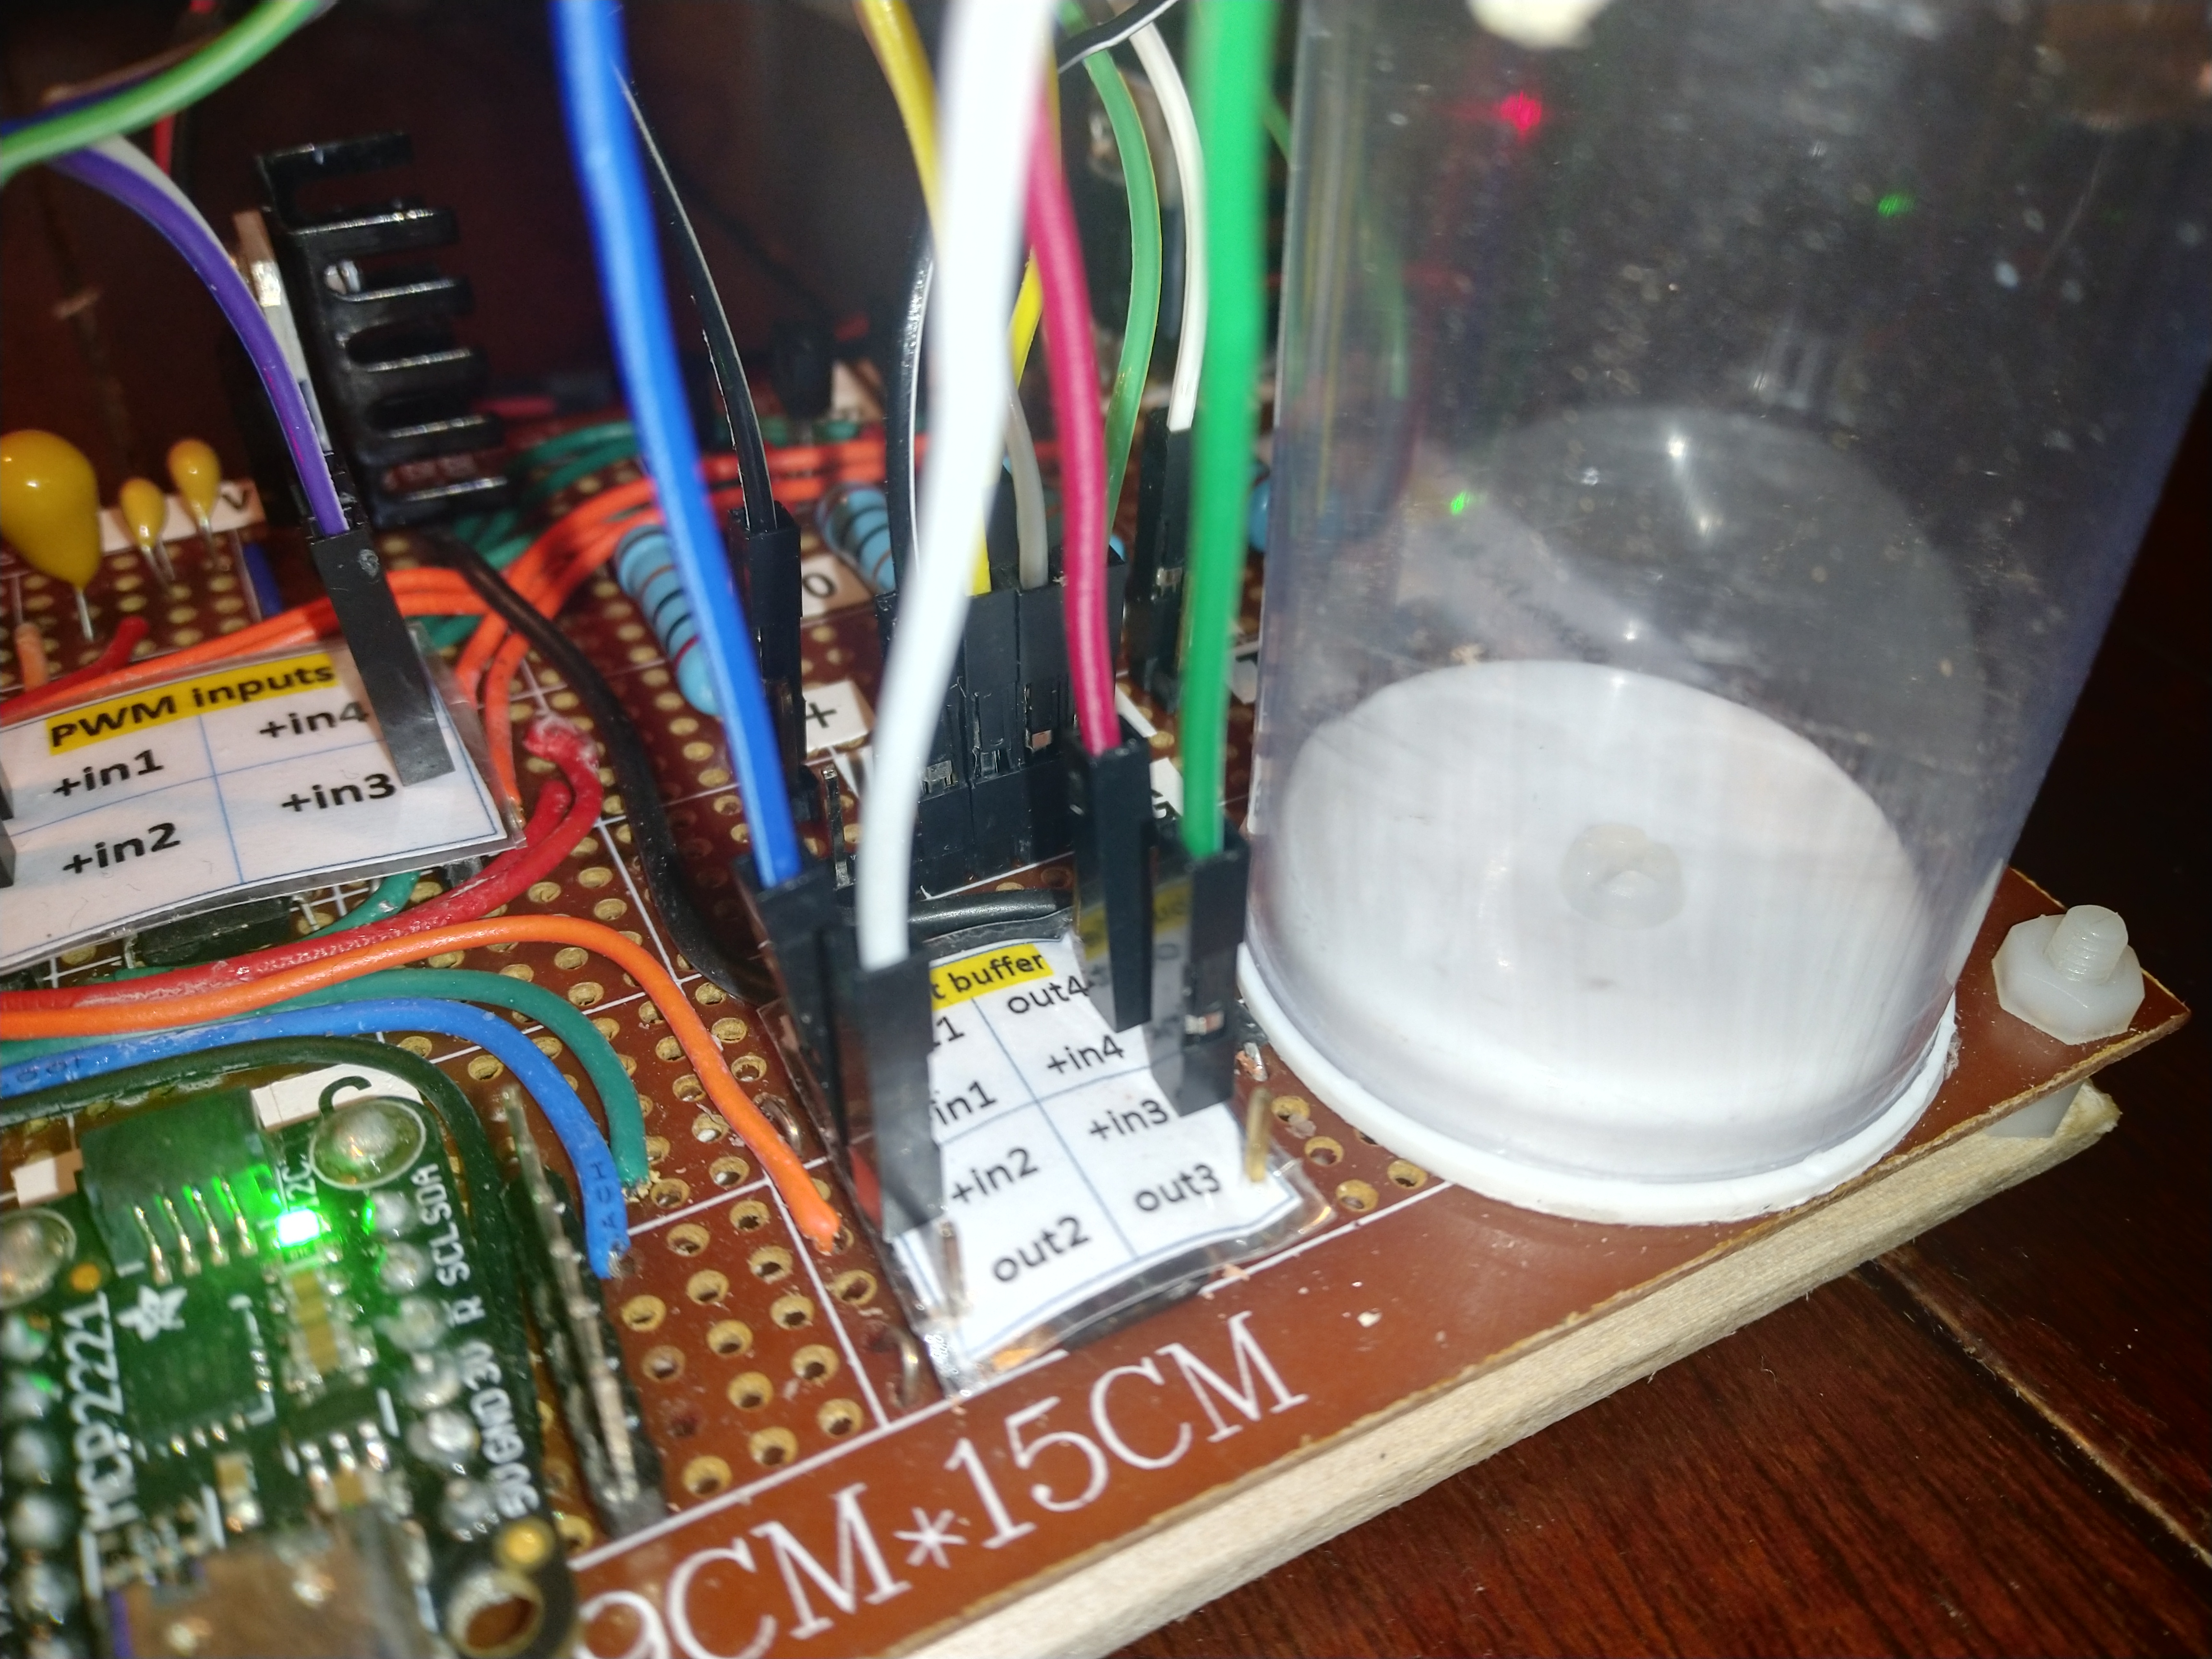 V
0
+
PWM inputs
+in4
+in1
+in3
+in2
t buffer
out4
1
+in4
in1
+in3
+in2
out3
out2
I2C
SDA
SCL
R
3V
GND
5V
MCP2221
9CM*15CM